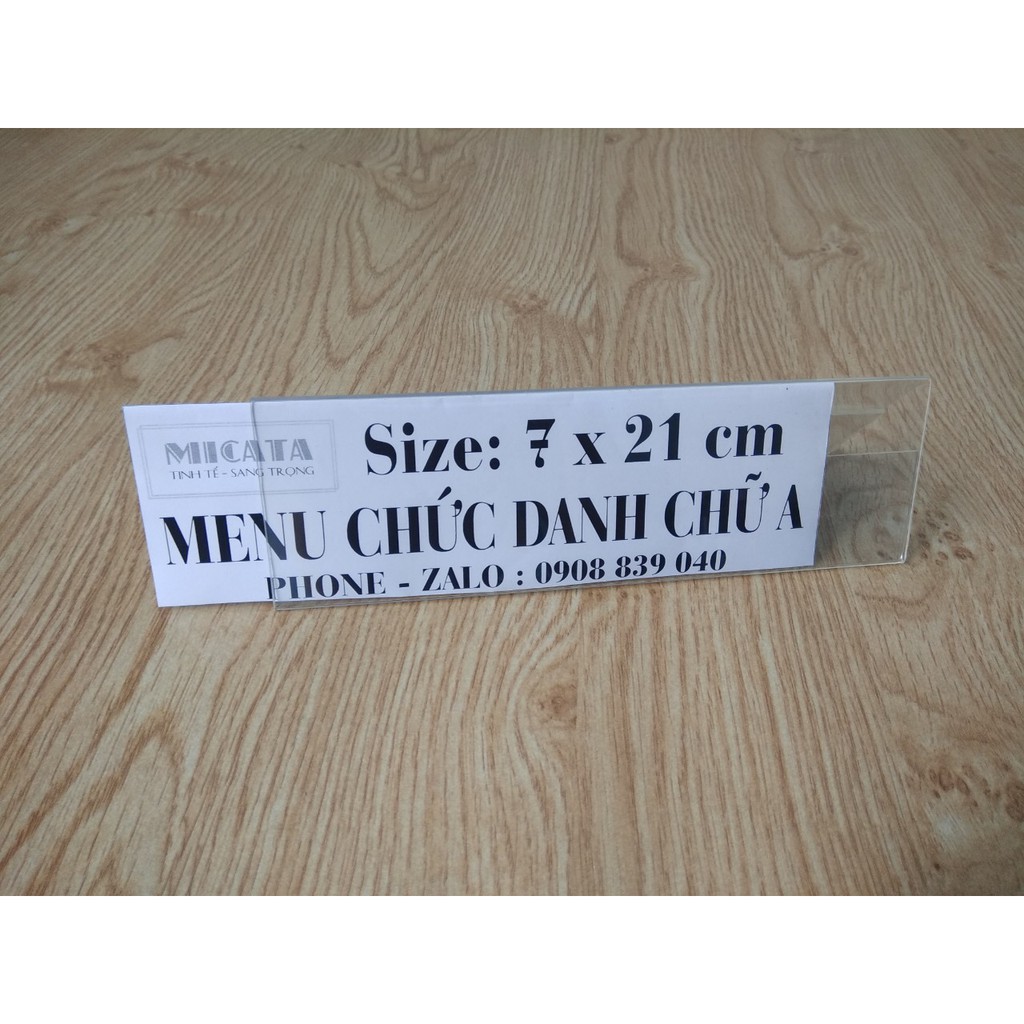 MICATA
TINH TẾ - SANG TRỌNG
Size: 7 x 21 cm
MENU CHỨC DANH CHỮ A
PHONE - ZALO : 0908 839 040